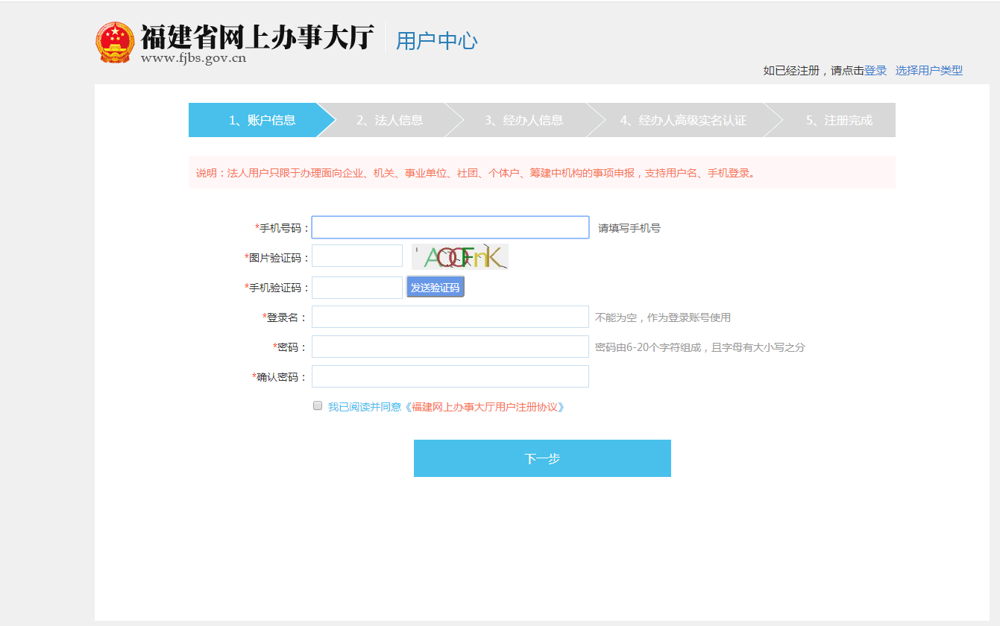 福建省网上办事大厅 用户中心
www.fjbs.gov.cn
如已经注册，请点击登录 选择用户类型
1、账户信息 2、法人信息 3、经办人信息 4、经办人高级实名认证 5、注册完成
说明：法人用户只限于办理面向企业、机关、事业单位、社团、个体户、筹建中机构的事项申报，支持用户名、手机登录。
*手机号码： 请填写手机号
*图片验证码：
*手机验证码： 发送验证码
*登录名： 不能为空，作为登录账号使用
*密码： 密码由6-20个字符组成，且字母有大小写之分
*确认密码：
我已阅读并同意《福建网上办事大厅用户注册协议》
下一步